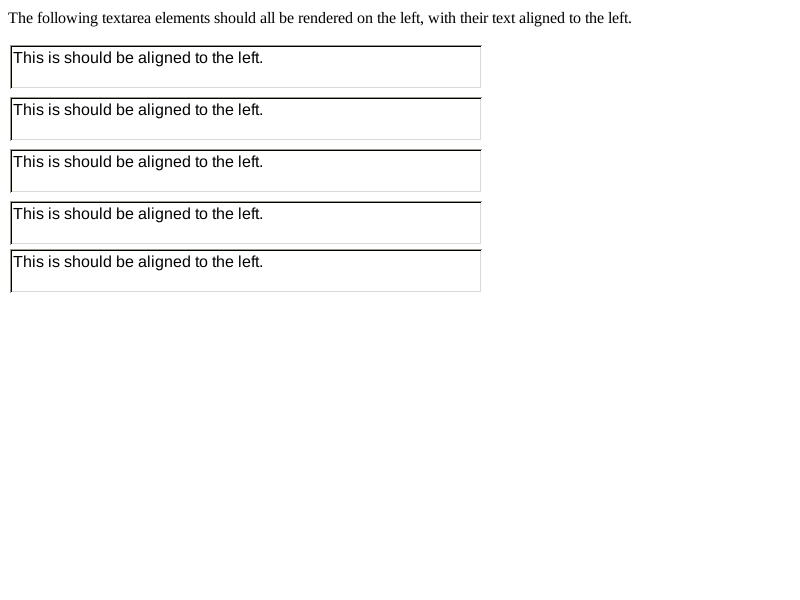 The following textarea elements should all be rendered on the left, with their text aligned to the left.
This is should be aligned to the left.
This is should be aligned to the left.
This is should be aligned to the left.
This is should be aligned to the left.
This is should be aligned to the left.